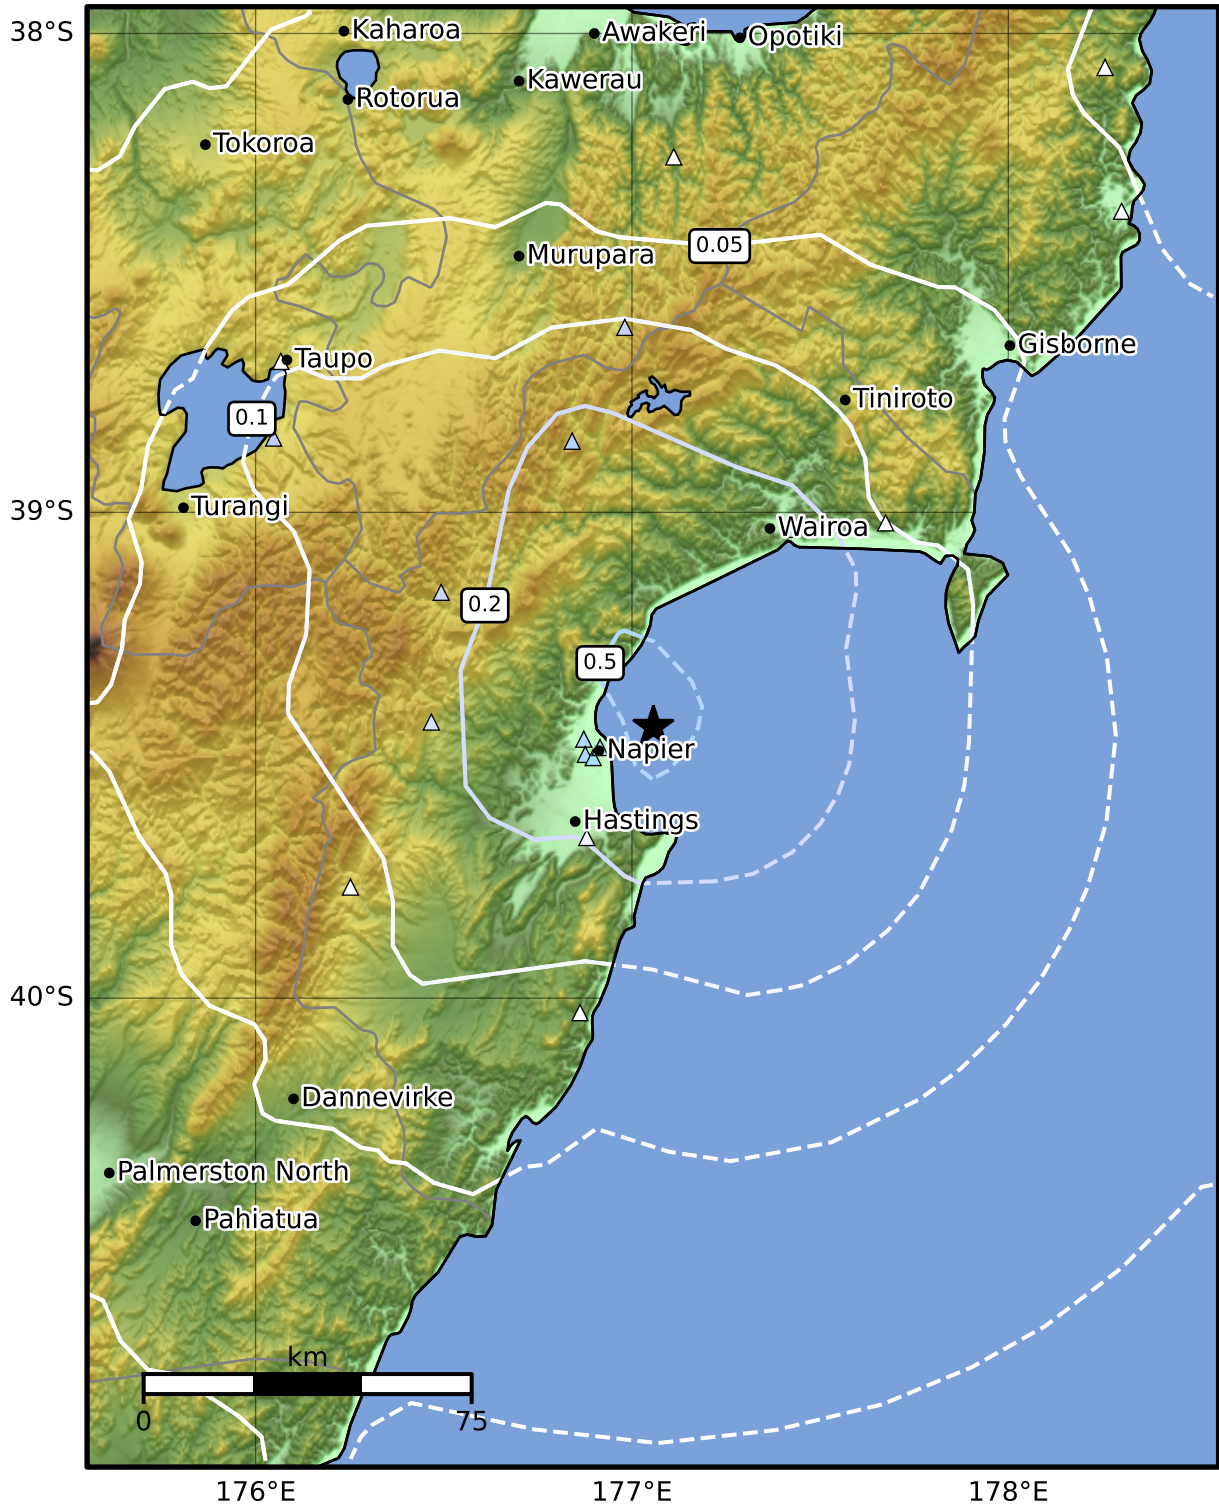 38°S
Kaharoa
Awakeri
Opotiki
Kawerau
Rotorua
Tokoroa
0.05
Murupara
Gisborne
Taupo
Tiniroto
0.1
Turangi
39°S
Wairoa
0.2
0.5
Napier
Hastings
40°S
Dannevirke
Palmerston North
Pahiatua
km
0
75
176°E
177°E
178°E